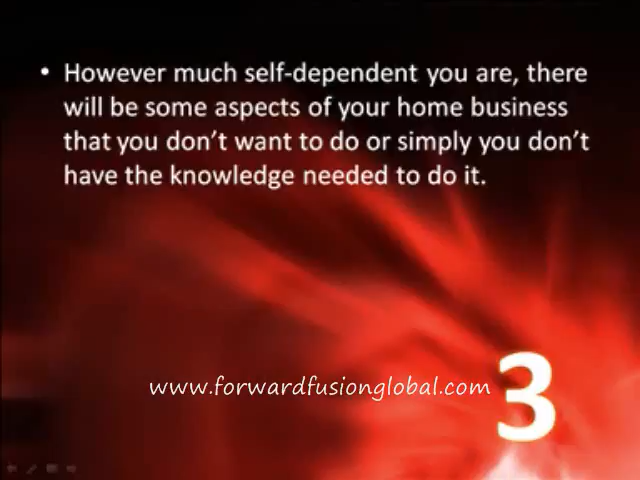 • However much self-dependent you are, there
will be some aspects of your home business
that you don’t want to do or simply you don’t
have the knowledge needed to do it.
www.forwardfusionglobal.com
3